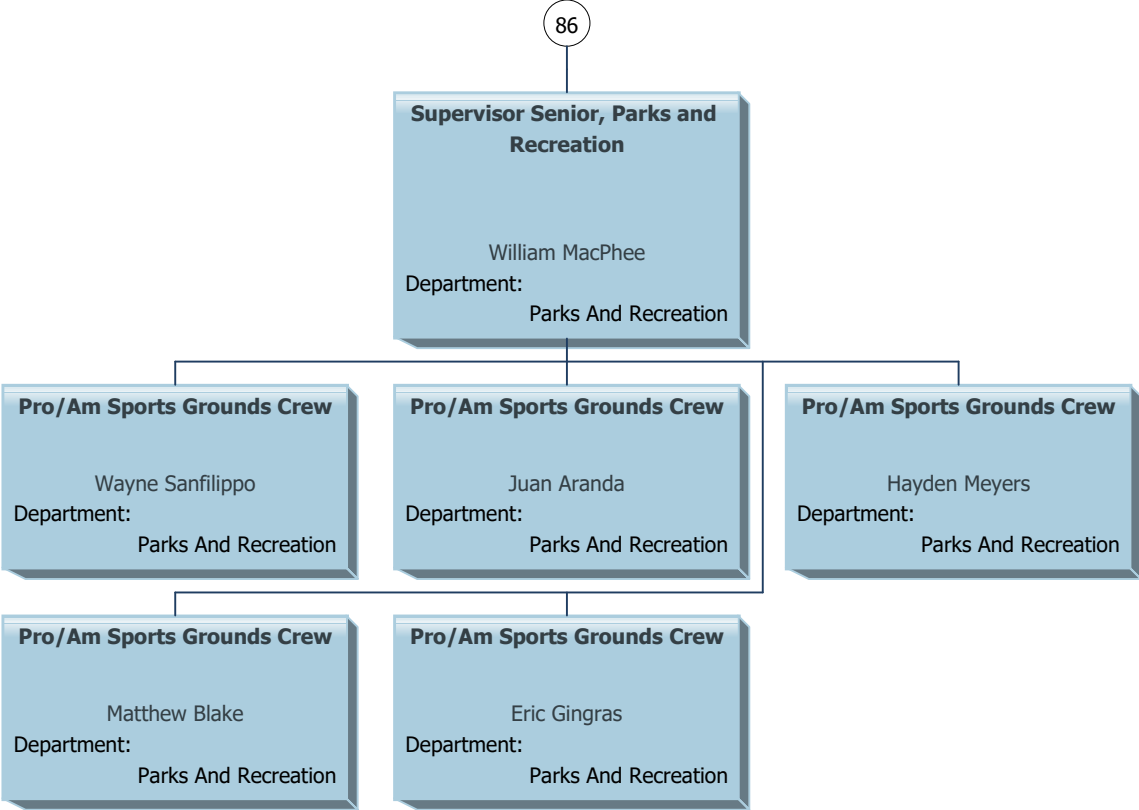 86
Supervisor Senior, Parks and
Recreation
William MacPhee
Department:
Parks And Recreation
Pro/Am Sports Grounds Crew
Wayne Sanfilippo
Department:
Parks And Recreation
Pro/Am Sports Grounds Crew
Juan Aranda
Department:
Parks And Recreation
Pro/Am Sports Grounds Crew
Hayden Meyers
Department:
Parks And Recreation
Pro/Am Sports Grounds Crew
Matthew Blake
Department:
Parks And Recreation
Pro/Am Sports Grounds Crew
Eric Gingras
Department:
Parks And Recreation